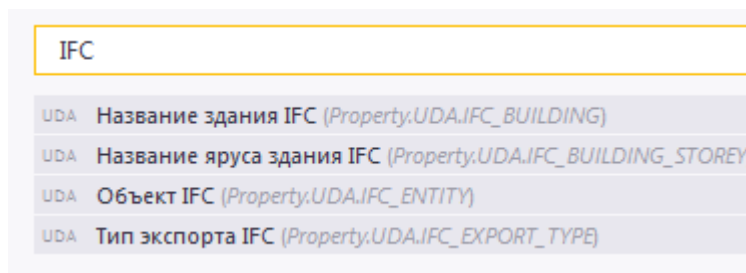 IFC
UDA Название здания IFC (Property.UDA.IFC_BUILDING)
UDA Название яруса здания IFC (Property.UDA.IFC_BUILDING_STOREY
UDA Объект IFC (Property.UDA.IFC_ENTITY)
UDA Тип экспорта IFC (Property.UDA.IFC_EXPORT_TYPE)